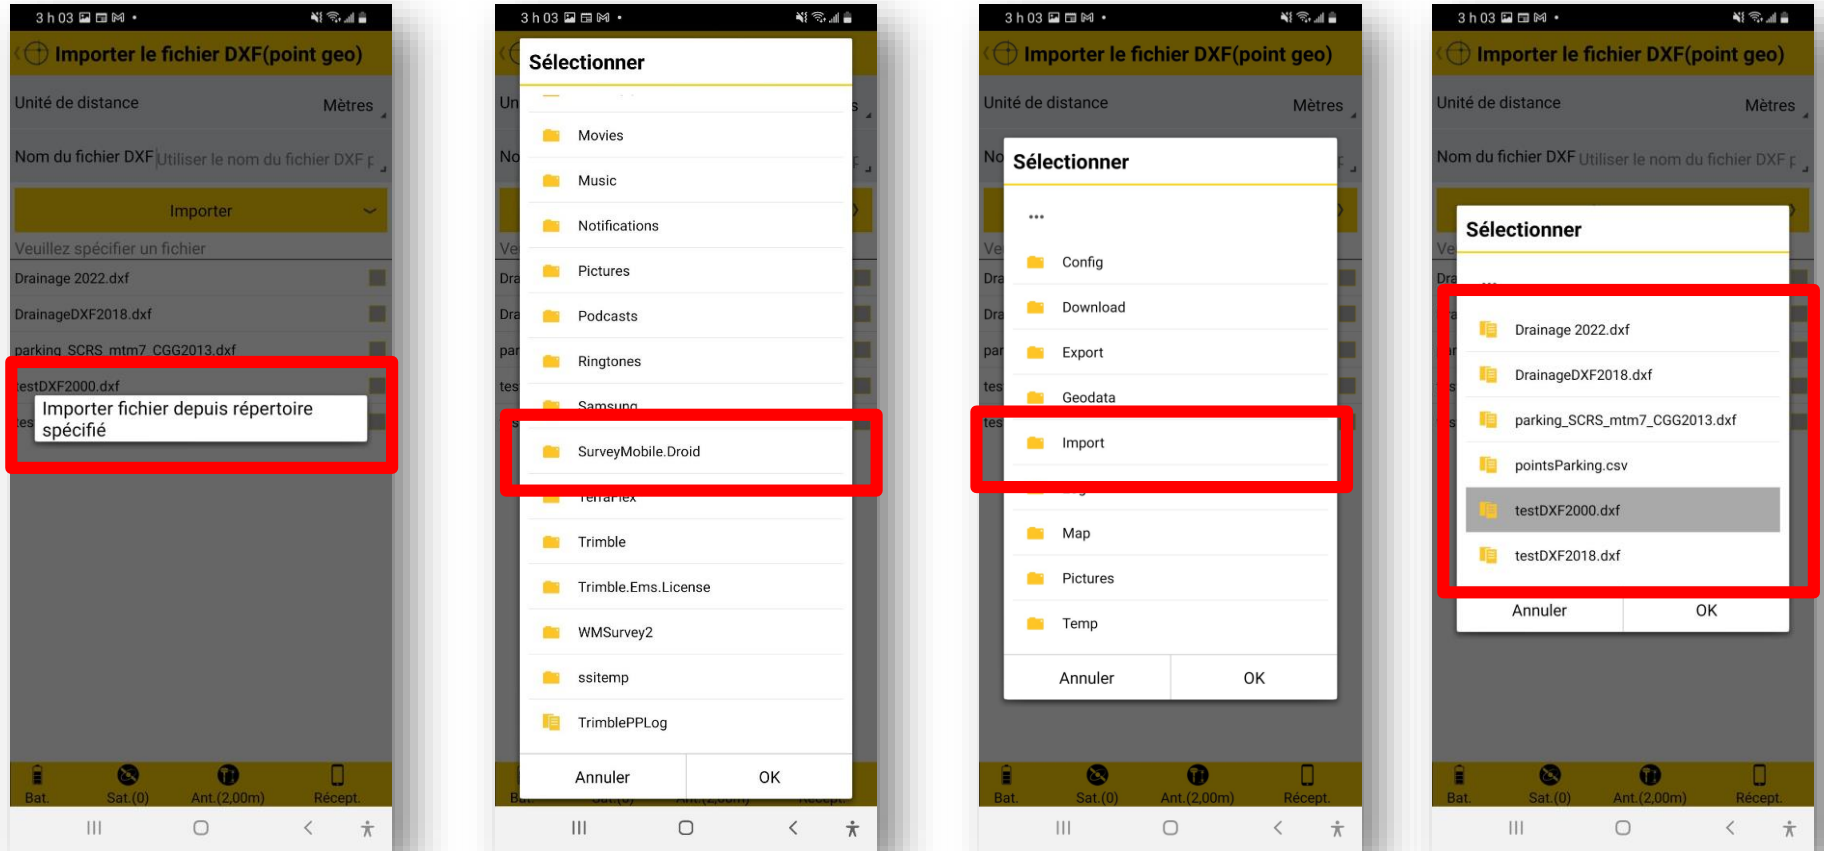 3 h 03
Importer le fichier DXF(point geo)
Unité de distance
Mètres
Nom du fichier DXF
Utiliser le nom du fichier DXF
Importer
Veuillez spécifier un fichier
Drainage 2022.dxf
DrainageDXF2018.dxf
parking_SCRS_mtm7_CGG2013.dxf
testDXF2000.dxf
Importer fichier depuis répertoire
spécifié
Bat.
Sat.(0)
Ant.(2,00m)
Récept.
3 h 03
Sélectionner
Movies
Music
Notifications
Pictures
Podcasts
Ringtones
Samsung
SurveyMobile.Droid
TerraFlex
Trimble
Trimble.Ems.License
WMSurvey2
ssitemp
TrimblePPLog
Annuler
OK
3 h 03
Importer le fichier DXF(point geo)
Unité de distance
Mètres
Sélectionner
...
Config
Download
Export
Geodata
Import
Map
Pictures
Temp
Annuler
OK
Bat.
Sat.(0)
Ant.(2,00m)
Récept.
3 h 03
Importer le fichier DXF(point geo)
Unité de distance
Mètres
Nom du fichier DXF
Utiliser le nom du fichier DXF
Sélectionner
...
Drainage 2022.dxf
DrainageDXF2018.dxf
parking_SCRS_mtm7_CGG2013.dxf
pointsParking.csv
testDXF2000.dxf
testDXF2018.dxf
Annuler
OK
Bat.
Sat.(0)
Ant.(2,00m)
Récept.